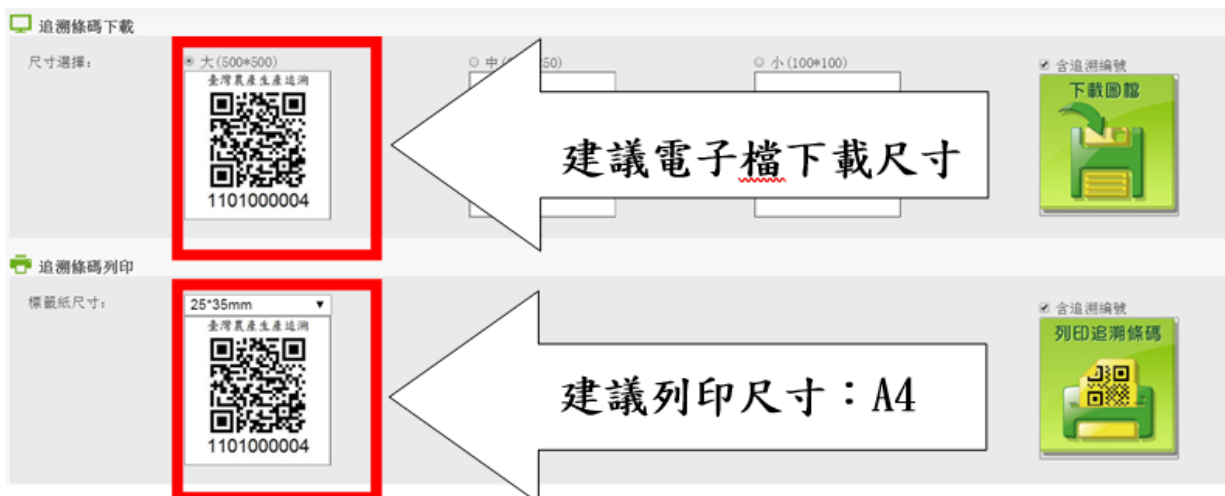 追溯條碼下載
尺寸選擇：
大(500*500)
小(100*100)
含追溯編號
臺灣農產生產追溯
1101000004
建議電子檔下載尺寸
下載圖檔
追溯條碼列印
標籤紙尺寸：
25*35mm
含追溯編號
臺灣農產生產追溯
1101000004
建議列印尺寸：A4
列印追溯條碼